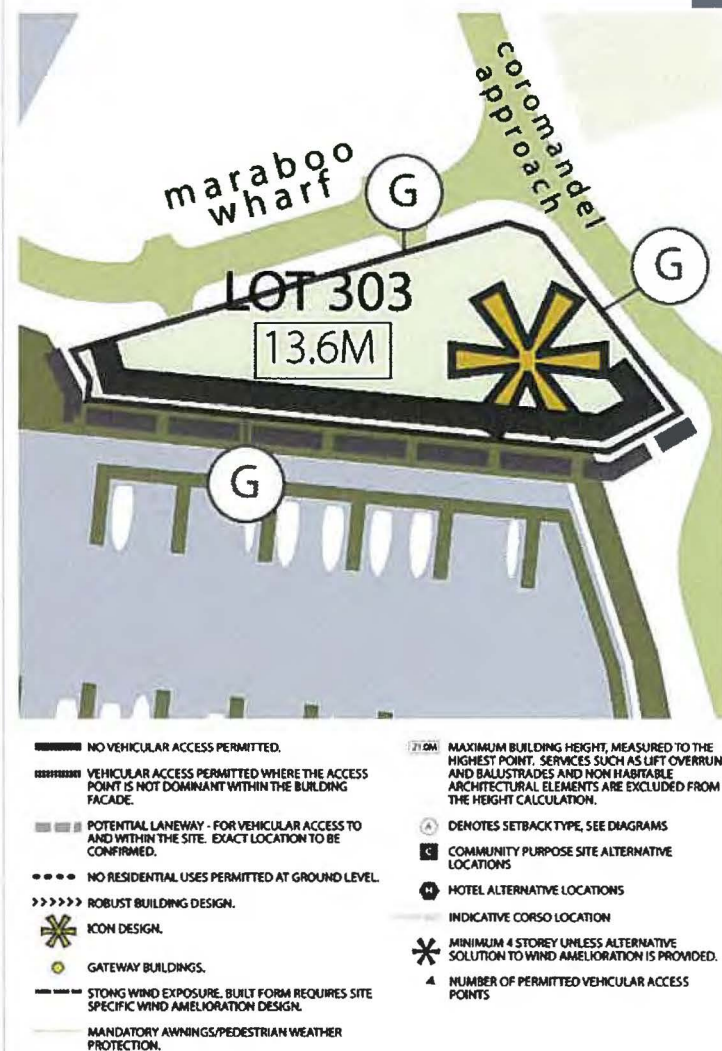 coromandel
approach
maraboo
wharf
G
G
LOT 303
13.6M
G
NO VEHICULAR ACCESS PERMITTED.
VEHICULAR ACCESS PERMITTED WHERE THE ACCESS
POINT IS NOT DOMINANT WITHIN THE BUILDING
FACADE.
POTENTIAL LANEWAY - FOR VEHICULAR ACCESS TO
AND WITHIN THE SITE. EXACT LOCATION TO BE
CONFIRMED.
NO RESIDENTIAL USES PERMITTED AT GROUND LEVEL.
ROBUST BUILDING DESIGN.
ICON DESIGN.
GATEWAY BUILDINGS.
STONG WIND EXPOSURE. BUILT FORM REQUIRES SITE
SPECIFIC WIND AMELIORATION DESIGN.
MANDATORY AWNINGS/PEDESTRIAN WEATHER
PROTECTION.
21.0M MAXIMUM BUILDING HEIGHT, MEASURED TO THE
HIGHEST POINT. SERVICES SUCH AS LIFT OVERRUN
AND BALUSTRADES AND NON HABITABLE
ARCHITECTURAL ELEMENTS ARE EXCLUDED FROM
THE HEIGHT CALCULATION.
A DENOTES SETBACK TYPE, SEE DIAGRAMS
C COMMUNITY PURPOSE SITE ALTERNATIVE
LOCATIONS
H HOTEL ALTERNATIVE LOCATIONS
INDICATIVE CORSO LOCATION
MINIMUM 4 STOREY UNLESS ALTERNATIVE
SOLUTION TO WIND AMELIORATION IS PROVIDED.
NUMBER OF PERMITTED VEHICULAR ACCESS
POINTS